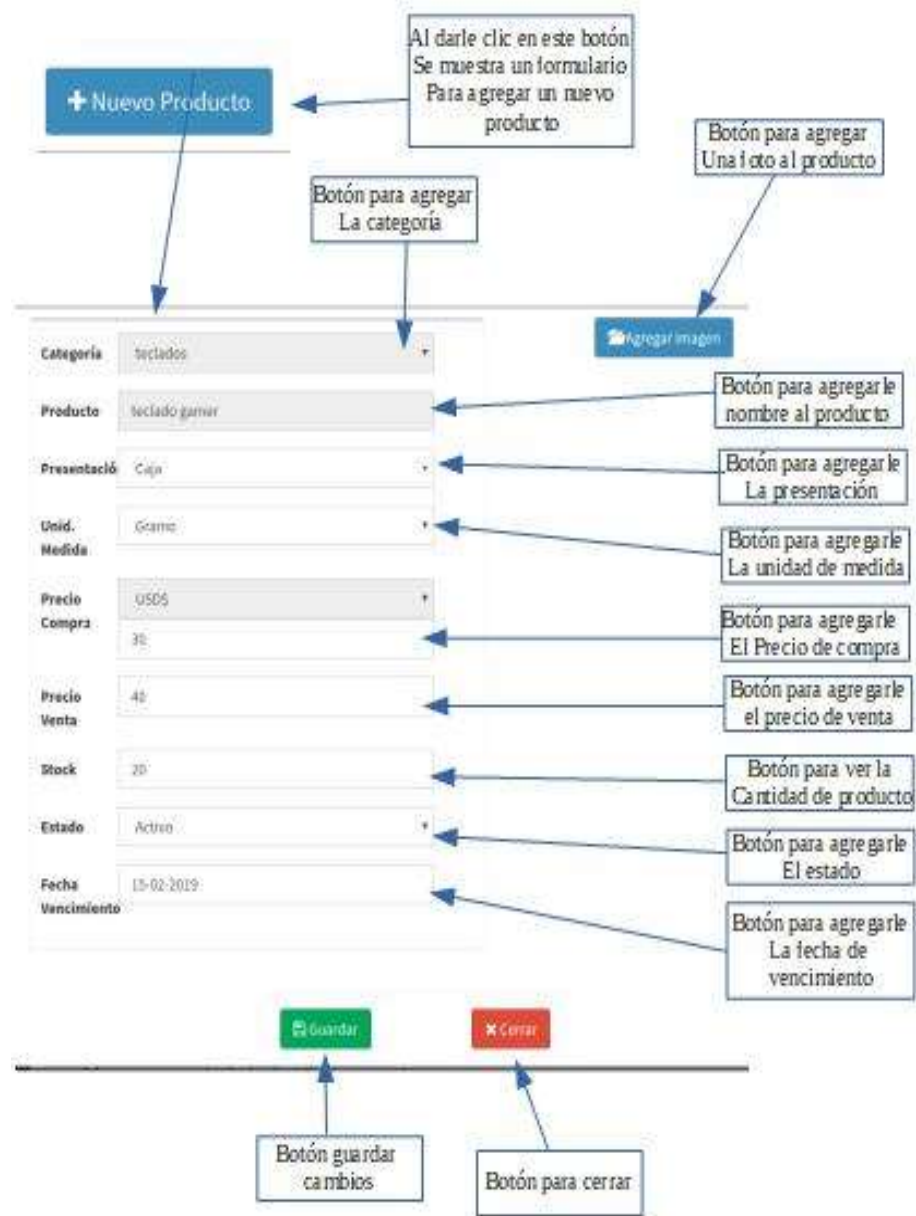 Al darle clic en este botón
Se muestra un formulario
Para agregar un nuevo
producto
+ Nuevo Producto
Botón para agregar
Una foto al producto
Botón para agregar
La categoría
Agregar imagen
Categoría
teclados
Botón para agregarle
nombre al producto
Producto
teclado gamer
Botón para agregarle
La presentación
Presentació
Caja
Unid.
Medida
Gramo
Botón para agregarle
La unidad de medida
Precio
Compra
USD$
30
Botón para agregarle
El Precio de compra
Precio
Venta
40
Botón para agregarle
el precio de venta
Stock
20
Botón para ver la
Cantidad de producto
Estado
Activo
Botón para agregarle
El estado
Fecha
Vencimiento
15-02-2019
Botón para agregarle
La fecha de
vencimiento
Guardar
Cerrar
Botón guardar
cambios
Botón para cerrar